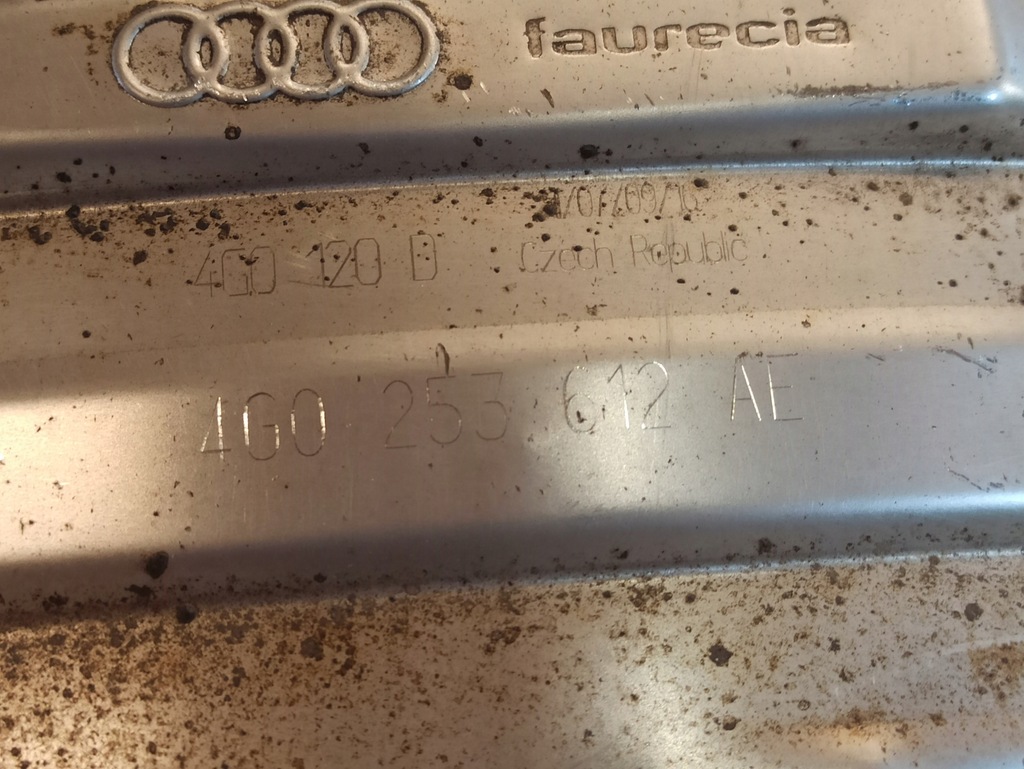 faurecia
4G0 120 D
Czech Republic
4G0 253 612 AE